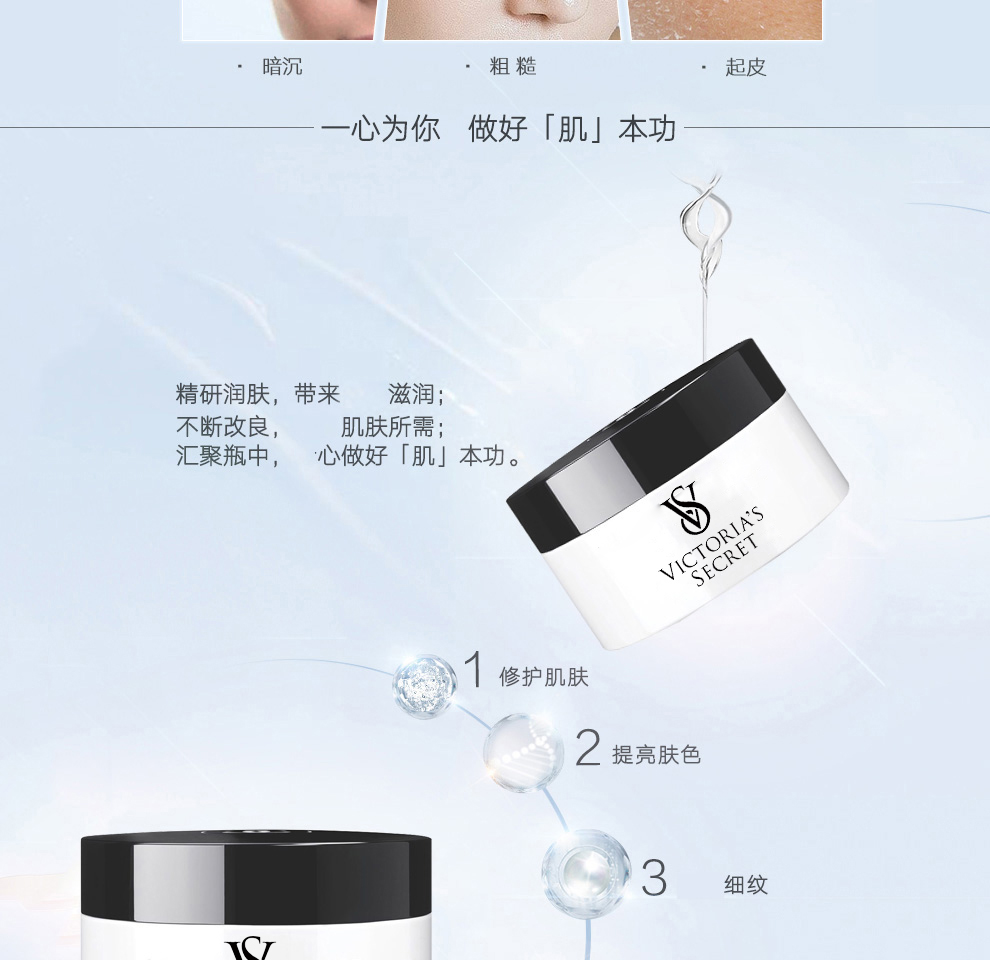 · 暗沉 · 粗 糙 · 起皮
一心为你 做好「肌」本功
精研润肤，带来 滋润；
不断改良， 肌肤所需；
汇聚瓶中， 心做好「肌」本功。
VS
VICTORIA'S
SECRET
1 修护肌肤
2 提亮肤色
3 细纹
VS